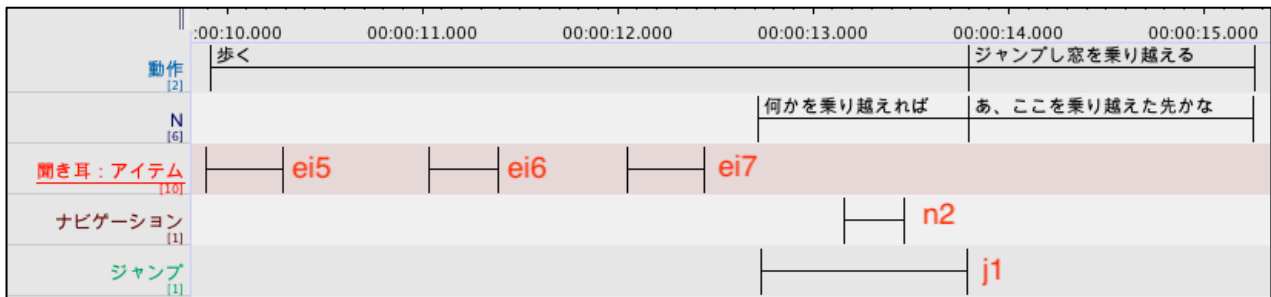 :00:10.000 00:00:11.000 00:00:12.000 00:00:13.000 00:00:14.000 00:00:15.000
動作 [2] 歩く ジャンプし窓を乗り越える
N [6] 何かを乗り越えれば あ、ここを乗り越えた先かな
聞き耳：アイテム [10] ei5 ei6 ei7
ナビゲーション [1] n2
ジャンプ [1] j1